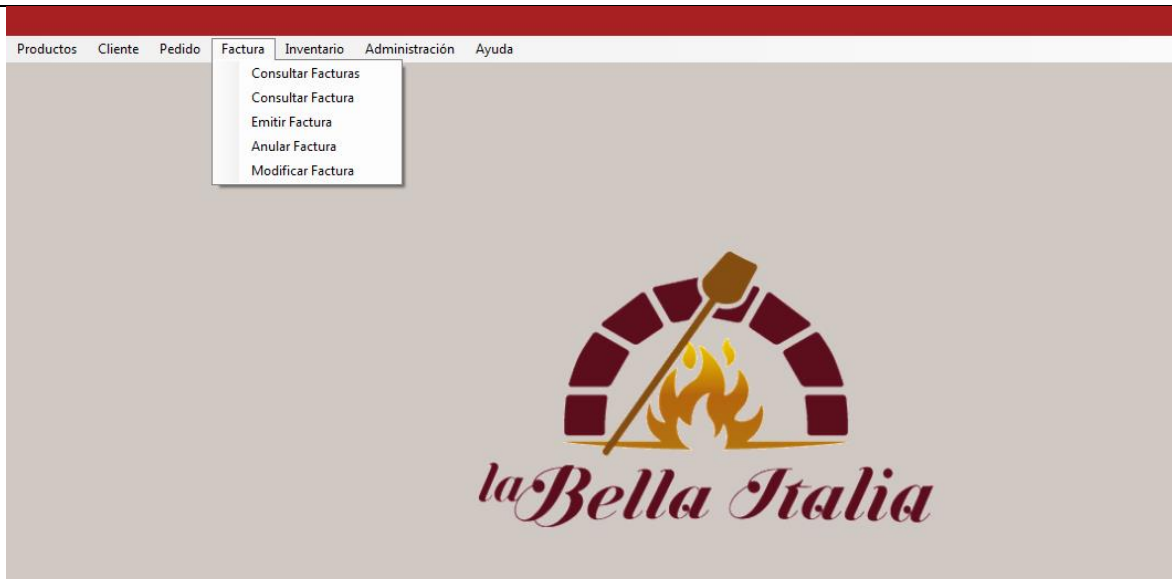 Productos Cliente Pedido Factura Inventario Administración Ayuda
Consultar Facturas
Consultar Factura
Emitir Factura
Anular Factura
Modificar Factura
la Bella Italia